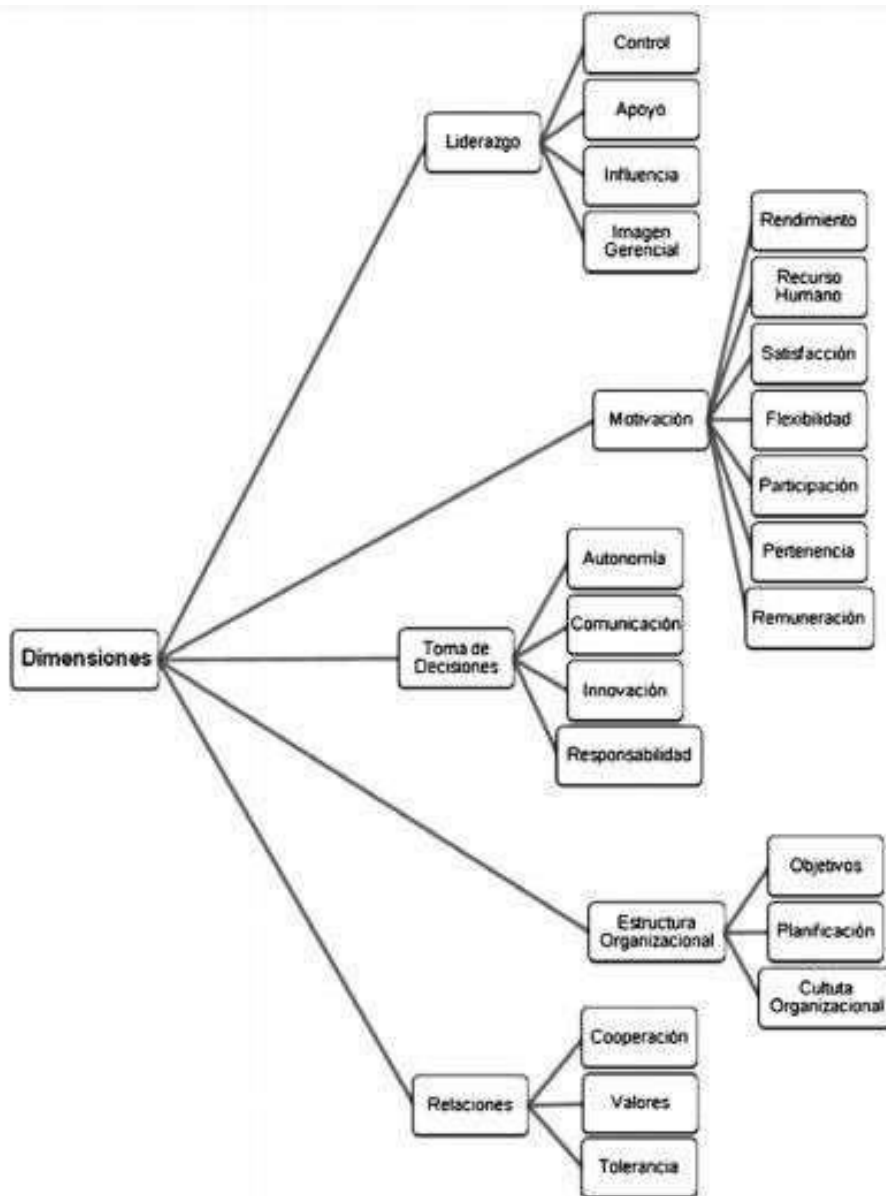 Dimensiones
Liderazgo
Control
Apoyo
Influencia
Imagen
Gerencial
Motivación
Rendimiento
Recurso
Humano
Satisfacción
Flexibilidad
Participación
Pertenencia
Remuneración
Toma de
Decisiones
Autonomía
Comunicación
Innovación
Responsabilidad
Estructura
Organizacional
Objetivos
Planificación
Cultuta
Organizacional
Relaciones
Cooperación
Valores
Tolerancia